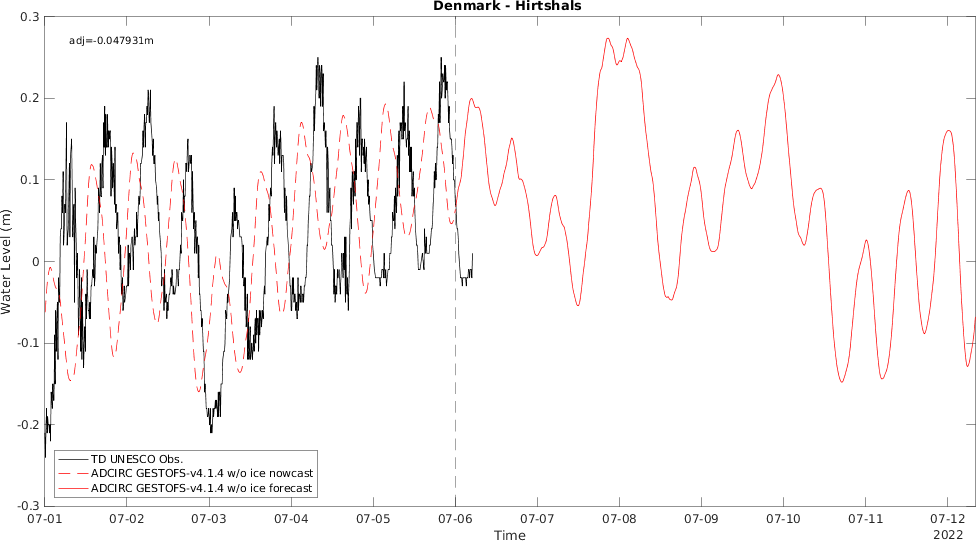 Denmark - Hirtshals
adj=-0.047931m
0.3
0.2
0.1
0
-0.1
-0.2
-0.3
Water Level (m)
TD UNESCO Obs.
ADCIRC GESTOFS-v4.1.4 w/o ice nowcast
ADCIRC GESTOFS-v4.1.4 w/o ice forecast
07-01 07-02 07-03 07-04 07-05 07-06 07-07 07-08 07-09 07-10 07-11 07-12
Time
2022